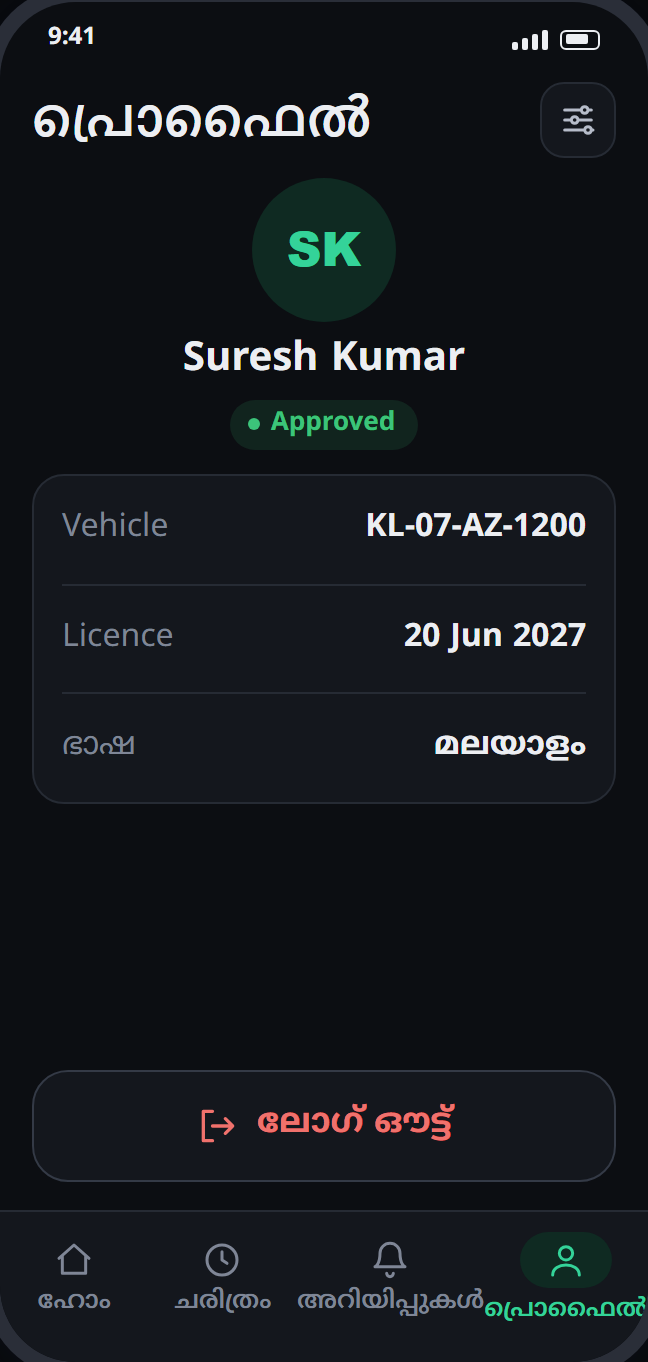 9:41
പ്രൊഫൈൽ
SK
Suresh Kumar
Approved
Vehicle KL-07-AZ-1200
Licence 20 Jun 2027
ഭാഷ മലയാളം
ലോഗ് ഔട്ട്
ഹോം ചരിത്രം അറിയിപ്പുകൾ പ്രൊഫൈൽ